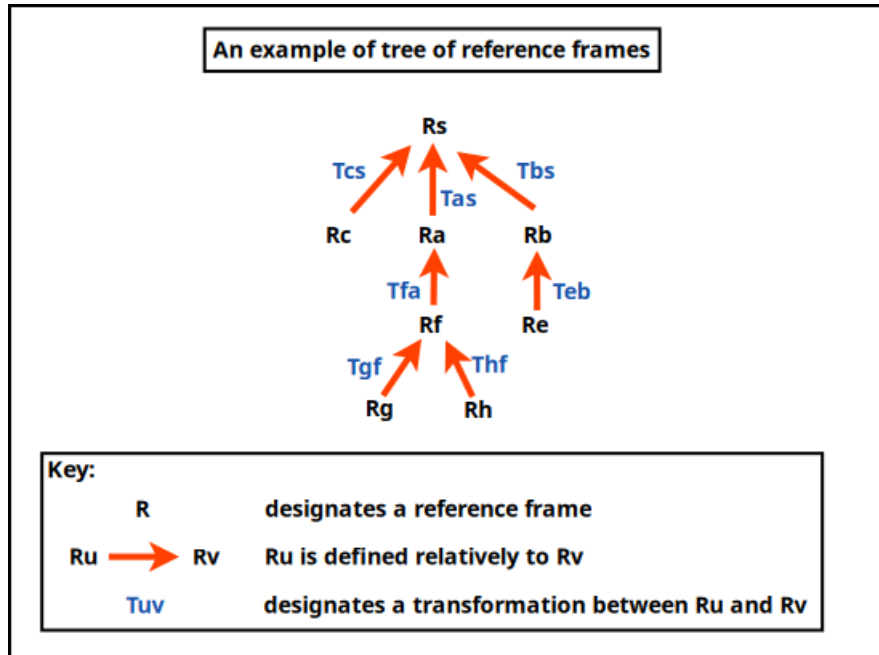 An example of tree of reference frames
Rs
Tcs Tbs
Tas
Rc Ra Rb
Tfa Teb
Rf Re
Tgf Thf
Rg Rh
Key:
R designates a reference frame
Ru Rv Ru is defined relatively to Rv
Tuv designates a transformation between Ru and Rv